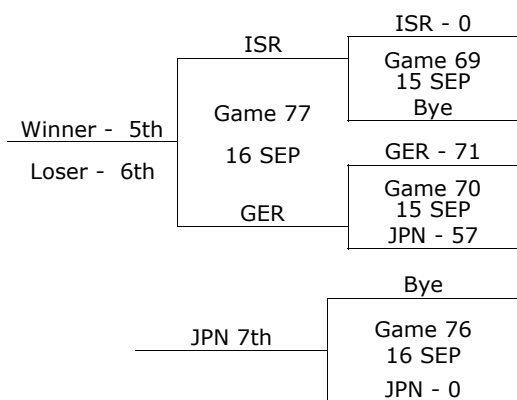 ISR - 0
ISR
Game 69
15 SEP
Bye
Game 77
Winner - 5th
16 SEP
Loser - 6th
GER - 71
Game 70
15 SEP
GER
JPN - 57
Bye
JPN 7th
Game 76
16 SEP
JPN - 0